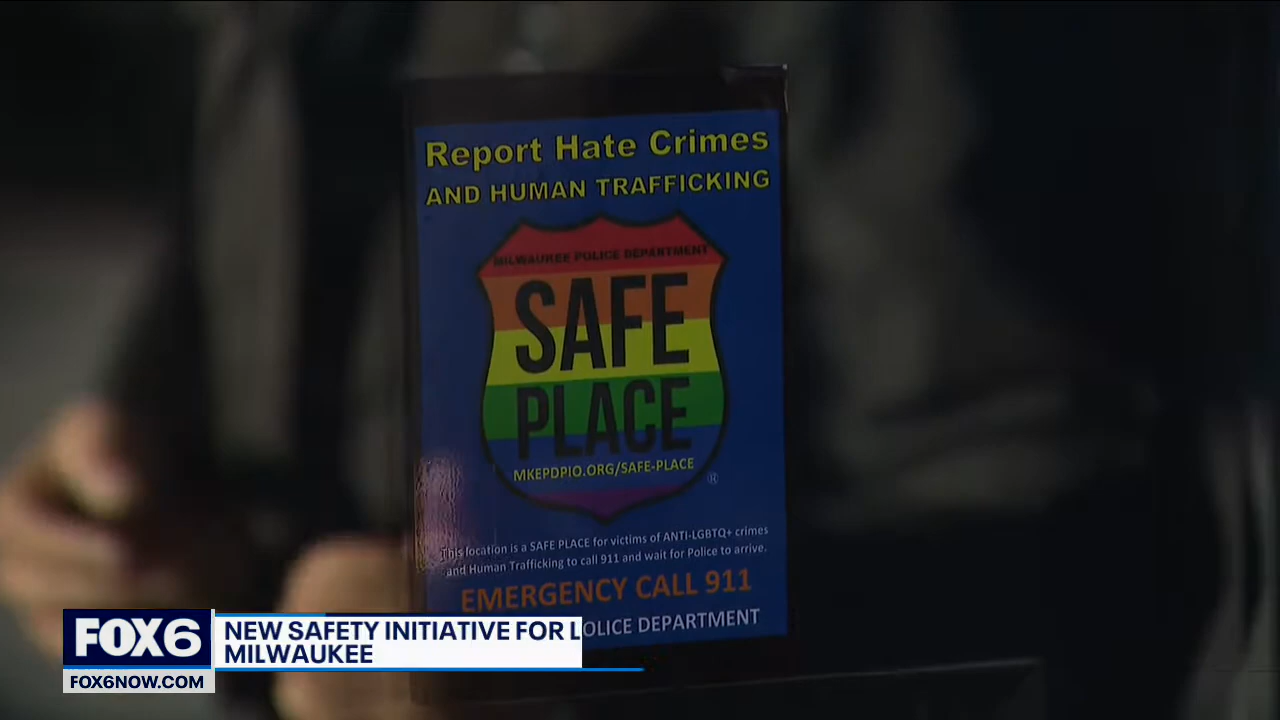 Report Hate Crimes
AND HUMAN TRAFFICKING
MILWAUKEE POLICE DEPARTMENT
SAFE
PLACE
MKEPDPIO.ORG/SAFE-PLACE
®
This location is a SAFE PLACE for victims of ANTI-LGBTQ+ crimes
and Human Trafficking to call 911 and wait for Police to arrive.
EMERGENCY CALL 911
OLICE DEPARTMENT
FOX6
NEW SAFETY INITIATIVE FOR L
MILWAUKEE
FOX6NOW.COM